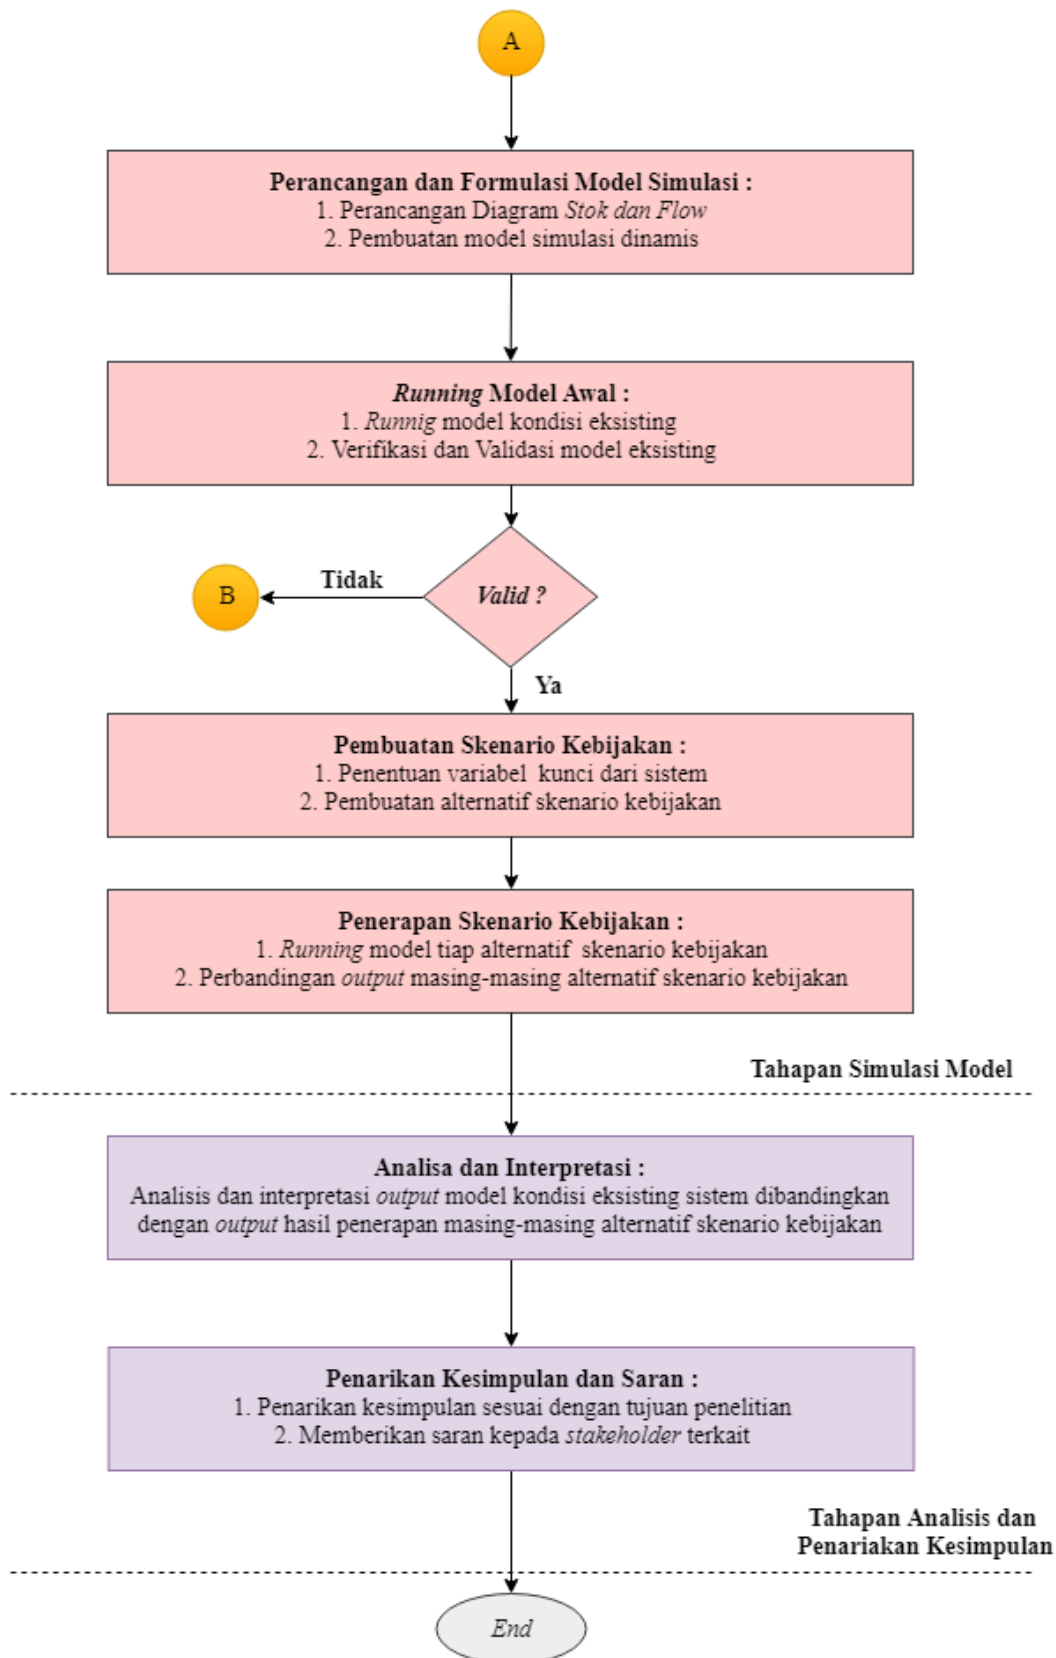 A
Perancangan dan Formulasi Model Simulasi :
1. Perancangan Diagram Stok dan Flow
2. Pembuatan model simulasi dinamis
Running Model Awal :
1. Runnig model kondisi eksisting
2. Verifikasi dan Validasi model eksisting
B
Tidak
Valid ?
Ya
Pembuatan Skenario Kebijakan :
1. Penentuan variabel kunci dari sistem
2. Pembuatan alternatif skenario kebijakan
Penerapan Skenario Kebijakan :
1. Running model tiap alternatif skenario kebijakan
2. Perbandingan output masing-masing alternatif skenario kebijakan
Tahapan Simulasi Model
Analisa dan Interpretasi :
Analisis dan interpretasi output model kondisi eksisting sistem dibandingkan
dengan output hasil penerapan masing-masing alternatif skenario kebijakan
Penarikan Kesimpulan dan Saran :
1. Penarikan kesimpulan sesuai dengan tujuan penelitian
2. Memberikan saran kepada stakeholder terkait
Tahapan Analisis dan
Penariakan Kesimpulan
End